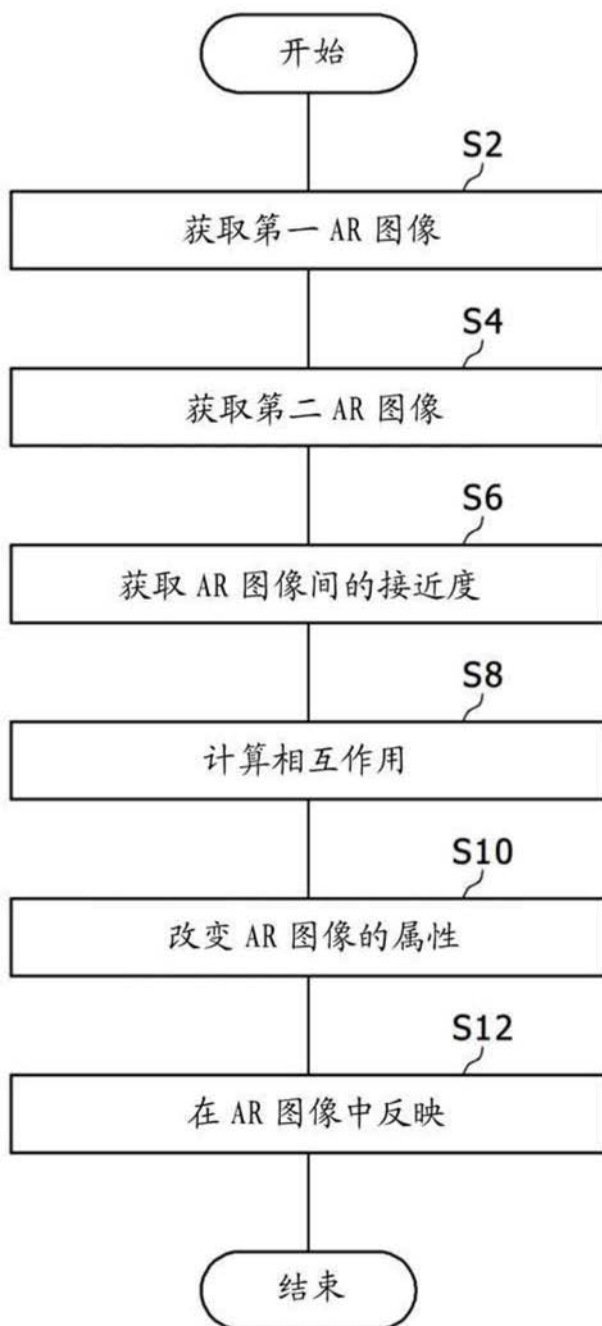 开始
S2
获取第一 AR 图像
S4
获取第二 AR 图像
S6
获取 AR 图像间的接近度
S8
计算相互作用
S10
改变 AR 图像的属性
S12
在 AR 图像中反映
结束